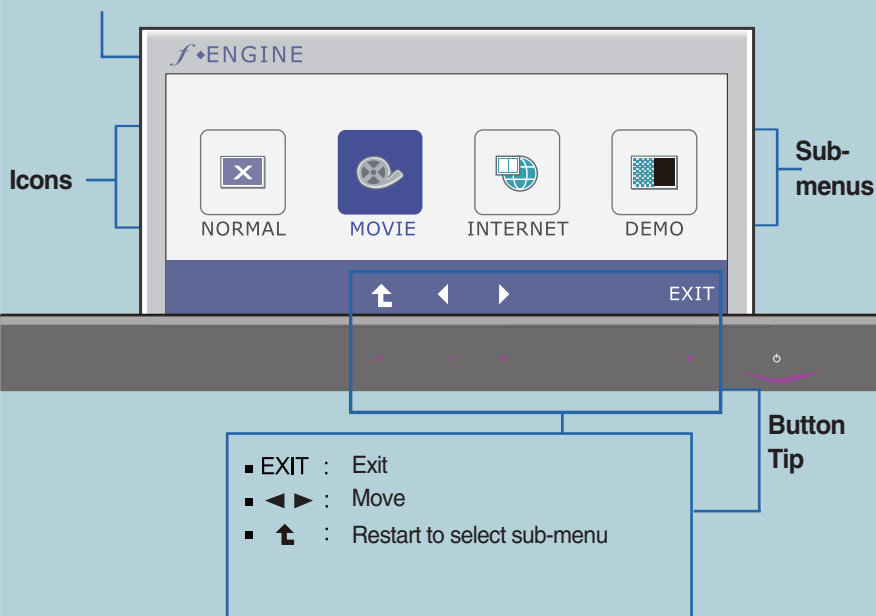 f◆ENGINE
Icons
Sub-
menus
NORMAL MOVIE INTERNET DEMO
EXIT
Button
Tip
▪ EXIT : Exit
▪ ◄ ► : Move
▪ ⮤ : Restart to select sub-menu